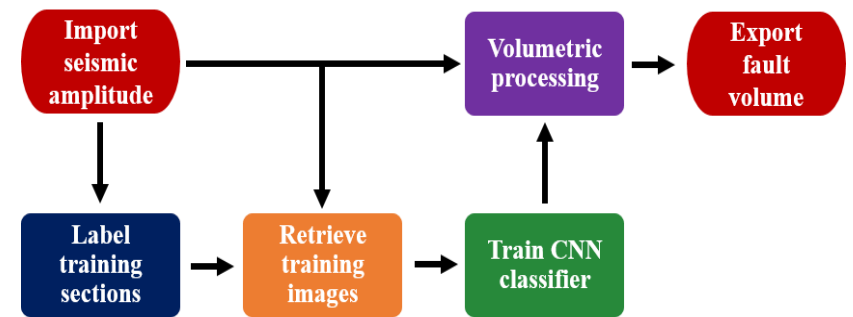 Import
seismic
amplitude
Volumetric
processing
Export
fault
volume
Label
training
sections
Retrieve
training
images
Train CNN
classifier